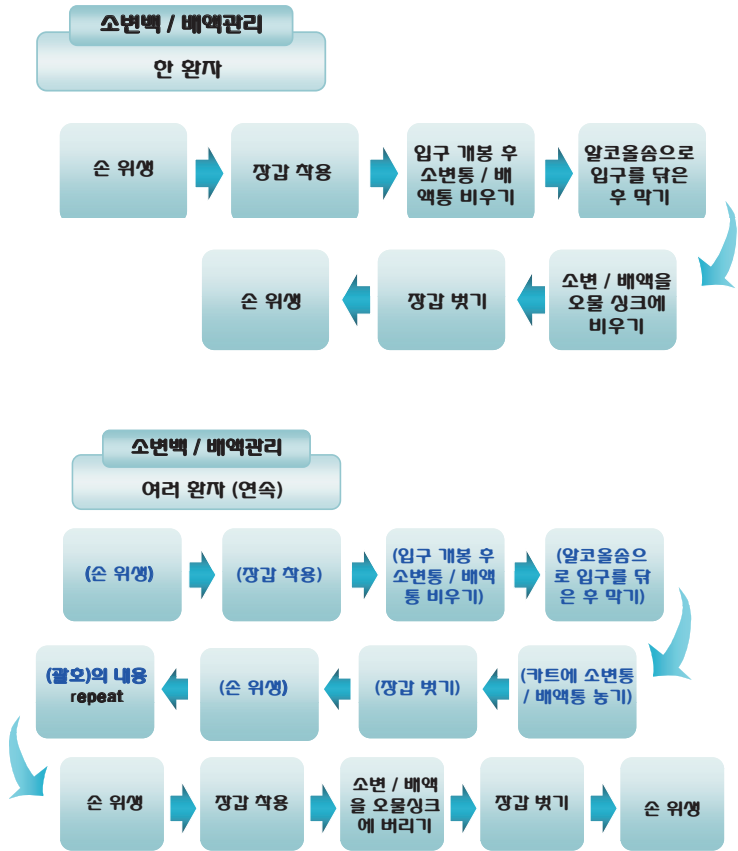 소변백 / 배액관리
한 환자
손 위생
장갑 착용
입구 개봉 후
소변통 / 배
액통 비우기
알코올솜으로
입구를 닦은
후 막기
소변 / 배액을
오물 싱크에
비우기
장갑 벗기
손 위생
소변백 / 배액관리
여러 환자 (연속)
(손 위생)
(장갑 착용)
(입구 개봉 후
소변통 / 배액
통 비우기)
(알코올솜으
로 입구를 닦
은 후 막기)
(카트에 소변통
/ 배액통 놓기)
(장갑 벗기)
(손 위생)
(괄호)의 내용
repeat
손 위생
장갑 착용
소변 / 배액
을 오물싱크
에 버리기
장갑 벗기
손 위생